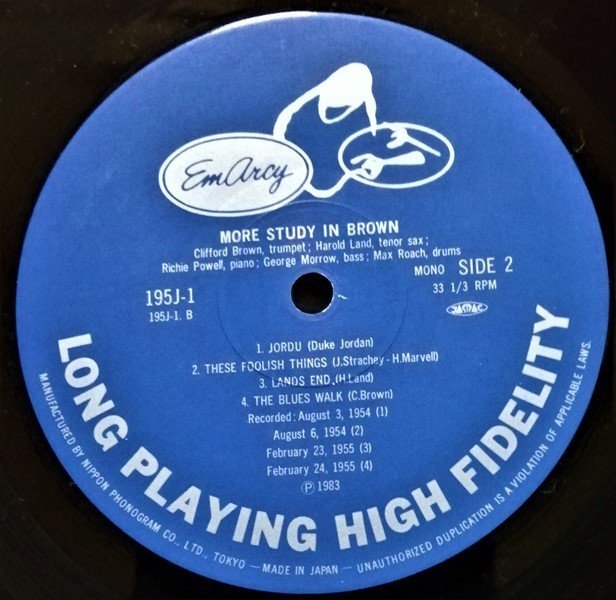 EmArcy
MORE STUDY IN BROWN
Clifford Brown, trumpet; Harold Land, tenor sax;
Richie Powell, piano; George Morrow, bass; Max Roach, drums
MONO SIDE 2
33 1/3 RPM
195J-1
195J-1. B
JASRAC
1. JORDU (Duke Jordan)
2. THESE FOOLISH THINGS (J.Strachey - H.Marvell)
3. LANDS END (H.Land)
4. THE BLUES WALK (C.Brown)
Recorded: August 3, 1954 (1)
August 6, 1954 (2)
February 23, 1955 (3)
February 24, 1955 (4)
Ⓟ 1983
LONG PLAYING HIGH FIDELITY
MANUFACTURED BY NIPPON PHONOGRAM CO., LTD., TOKYO — MADE IN JAPAN — UNAUTHORIZED DUPLICATION IS A VIOLATION OF APPLICABLE LAWS.